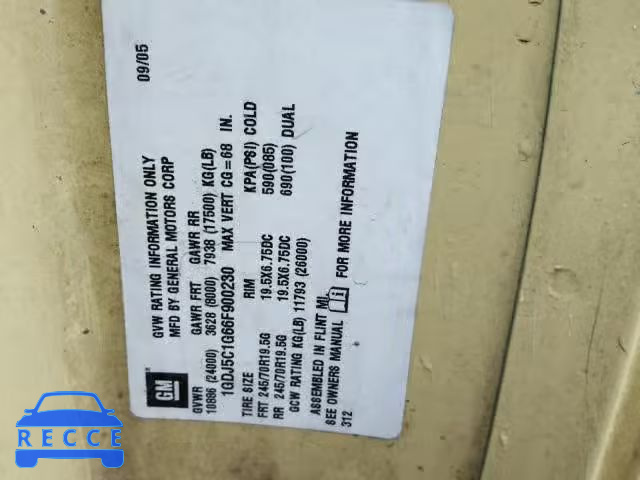 GVW RATING INFORMATION ONLY 09/05
MFD BY GENERAL MOTORS CORP
GM
GVWR GAWR FRT GAWR RR
10886 (24000) 3628 (8000) 7938 (17500) KG(LB)
1GDJ5C1G66F900230 MAX VERT CG=68 IN.
TIRE SIZE RIM KPA(PSI) COLD
FRT 245/70R19.5G 19.5X6.75DC 590(085)
RR 245/70R19.5G 19.5X6.75DC 690(100) DUAL
GCW RATING KG(LB) 11793 (26000)
ASSEMBLED IN FLINT MI.
SEE OWNERS MANUAL FOR MORE INFORMATION
312
RECCE